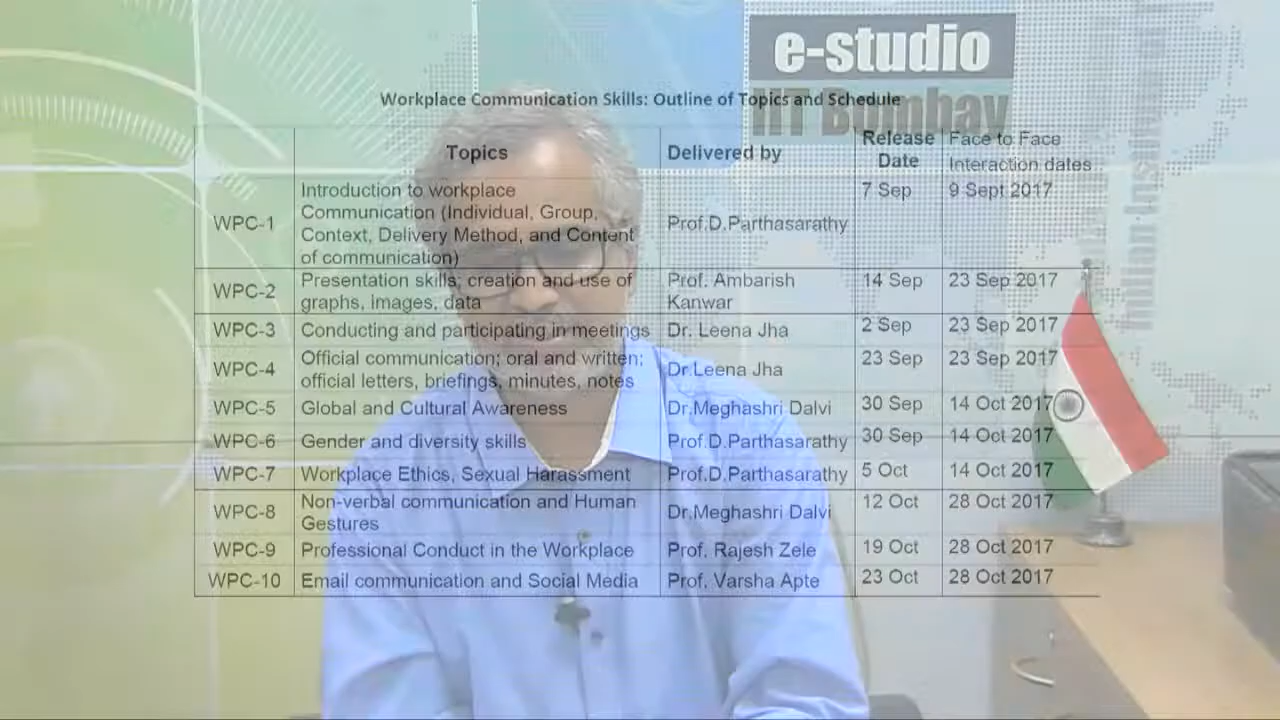 e-studio
IIT Bombay
Workplace Communication Skills: Outline of Topics and Schedule
Topics Delivered by Release Date Face to Face Interaction dates
WPC-1 Introduction to workplace Communication (Individual, Group, Context, Delivery Method, and Content of communication) Prof.D.Parthasarathy 7 Sep 9 Sept 2017
WPC-2 Presentation skills; creation and use of graphs, images, data Prof. Ambarish Kanwar 14 Sep 23 Sep 2017
WPC-3 Conducting and participating in meetings Dr. Leena Jha 2 Sep 23 Sep 2017
WPC-4 Official communication; oral and written; official letters, briefings, minutes, notes Dr.Leena Jha 23 Sep 23 Sep 2017
WPC-5 Global and Cultural Awareness Dr.Meghashri Dalvi 30 Sep 14 Oct 2017
WPC-6 Gender and diversity skills Prof.D.Parthasarathy 30 Sep 14 Oct 2017
WPC-7 Workplace Ethics, Sexual Harassment Prof.D.Parthasarathy 5 Oct 14 Oct 2017
WPC-8 Non-verbal communication and Human Gestures Dr.Meghashri Dalvi 12 Oct 28 Oct 2017
WPC-9 Professional Conduct in the Workplace Prof. Rajesh Zele 19 Oct 28 Oct 2017
WPC-10 Email communication and Social Media Prof. Varsha Apte 23 Oct 28 Oct 2017